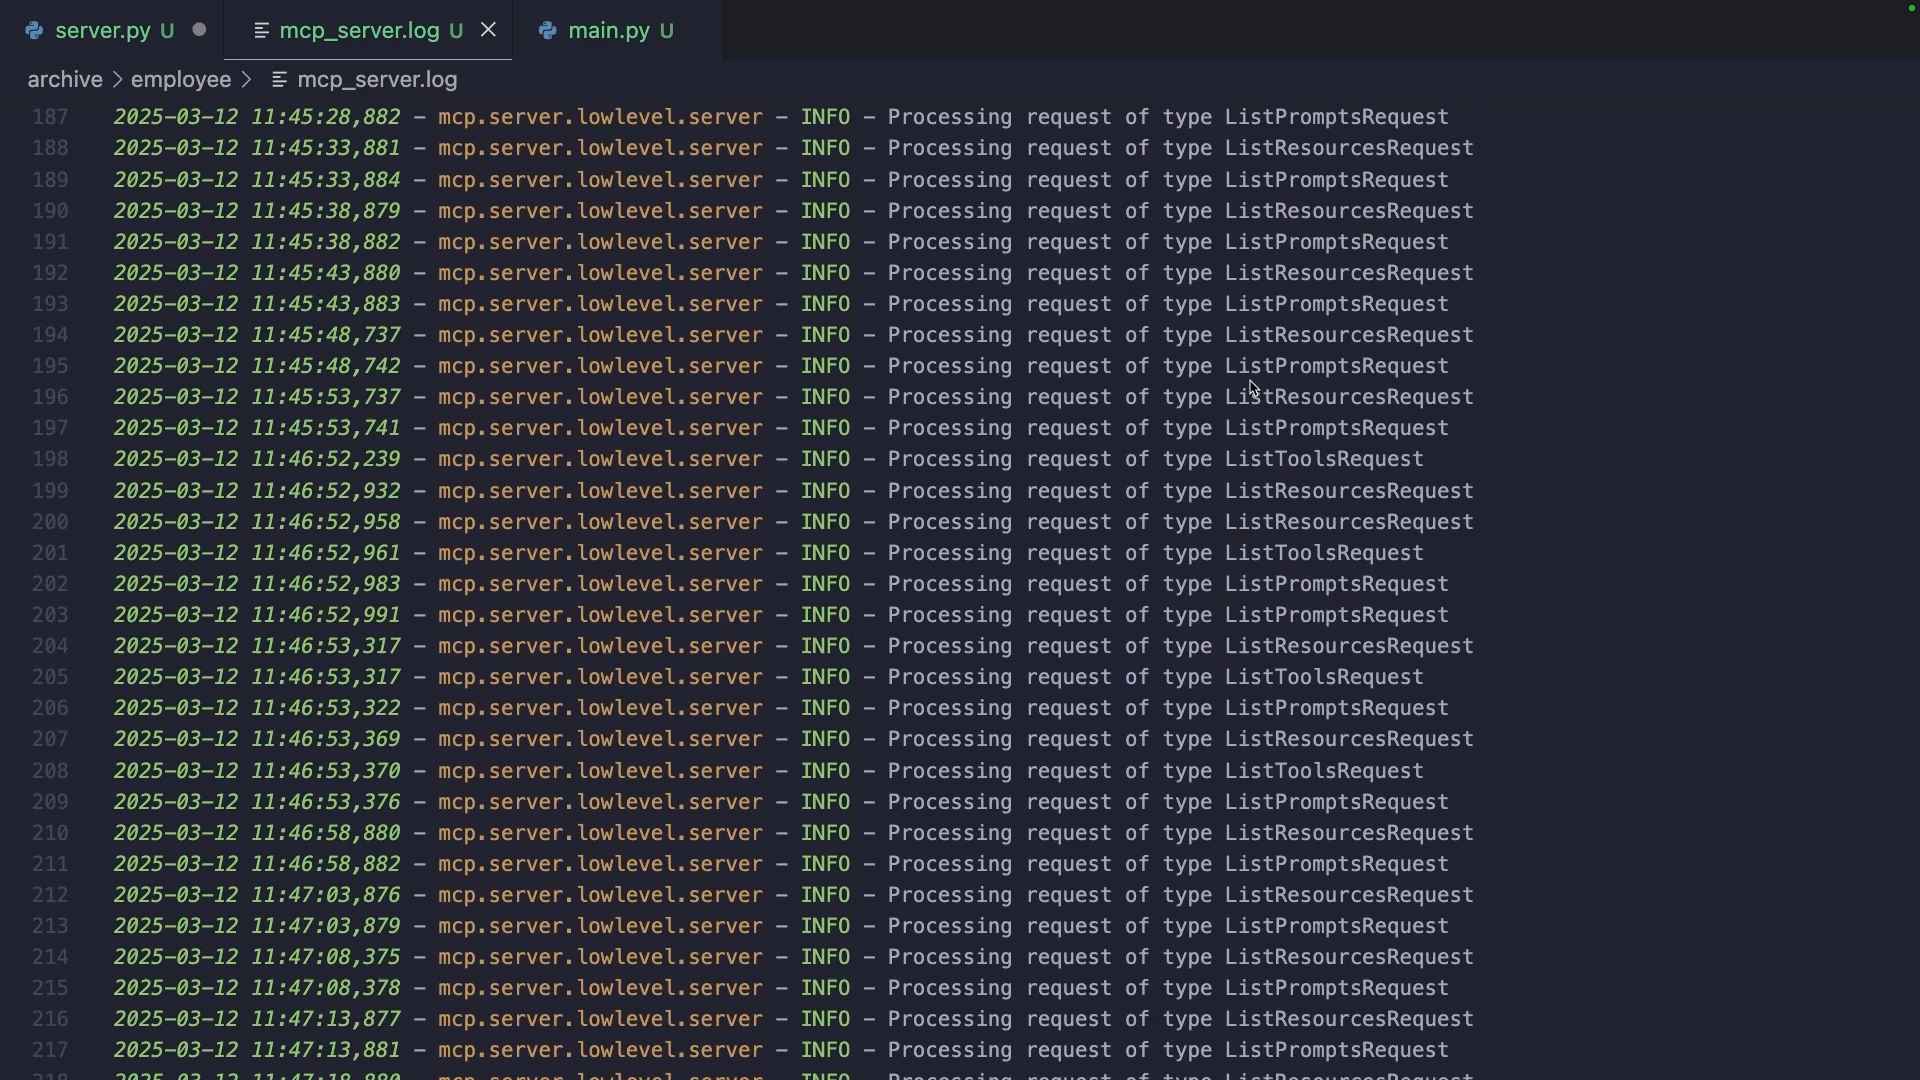 server.py U
mcp_server.log U
main.py U
archive > employee > mcp_server.log
187 2025-03-12 11:45:28,882 - mcp.server.lowlevel.server - INFO - Processing request of type ListPromptsRequest
188 2025-03-12 11:45:33,881 - mcp.server.lowlevel.server - INFO - Processing request of type ListResourcesRequest
189 2025-03-12 11:45:33,884 - mcp.server.lowlevel.server - INFO - Processing request of type ListPromptsRequest
190 2025-03-12 11:45:38,879 - mcp.server.lowlevel.server - INFO - Processing request of type ListResourcesRequest
191 2025-03-12 11:45:38,882 - mcp.server.lowlevel.server - INFO - Processing request of type ListPromptsRequest
192 2025-03-12 11:45:43,880 - mcp.server.lowlevel.server - INFO - Processing request of type ListResourcesRequest
193 2025-03-12 11:45:43,883 - mcp.server.lowlevel.server - INFO - Processing request of type ListPromptsRequest
194 2025-03-12 11:45:48,737 - mcp.server.lowlevel.server - INFO - Processing request of type ListResourcesRequest
195 2025-03-12 11:45:48,742 - mcp.server.lowlevel.server - INFO - Processing request of type ListPromptsRequest
196 2025-03-12 11:45:53,737 - mcp.server.lowlevel.server - INFO - Processing request of type ListResourcesRequest
197 2025-03-12 11:45:53,741 - mcp.server.lowlevel.server - INFO - Processing request of type ListPromptsRequest
198 2025-03-12 11:46:52,239 - mcp.server.lowlevel.server - INFO - Processing request of type ListToolsRequest
199 2025-03-12 11:46:52,932 - mcp.server.lowlevel.server - INFO - Processing request of type ListResourcesRequest
200 2025-03-12 11:46:52,958 - mcp.server.lowlevel.server - INFO - Processing request of type ListResourcesRequest
201 2025-03-12 11:46:52,961 - mcp.server.lowlevel.server - INFO - Processing request of type ListToolsRequest
202 2025-03-12 11:46:52,983 - mcp.server.lowlevel.server - INFO - Processing request of type ListPromptsRequest
203 2025-03-12 11:46:52,991 - mcp.server.lowlevel.server - INFO - Processing request of type ListPromptsRequest
204 2025-03-12 11:46:53,317 - mcp.server.lowlevel.server - INFO - Processing request of type ListResourcesRequest
205 2025-03-12 11:46:53,317 - mcp.server.lowlevel.server - INFO - Processing request of type ListToolsRequest
206 2025-03-12 11:46:53,322 - mcp.server.lowlevel.server - INFO - Processing request of type ListPromptsRequest
207 2025-03-12 11:46:53,369 - mcp.server.lowlevel.server - INFO - Processing request of type ListResourcesRequest
208 2025-03-12 11:46:53,370 - mcp.server.lowlevel.server - INFO - Processing request of type ListToolsRequest
209 2025-03-12 11:46:53,376 - mcp.server.lowlevel.server - INFO - Processing request of type ListPromptsRequest
210 2025-03-12 11:46:58,880 - mcp.server.lowlevel.server - INFO - Processing request of type ListResourcesRequest
211 2025-03-12 11:46:58,882 - mcp.server.lowlevel.server - INFO - Processing request of type ListPromptsRequest
212 2025-03-12 11:47:03,876 - mcp.server.lowlevel.server - INFO - Processing request of type ListResourcesRequest
213 2025-03-12 11:47:03,879 - mcp.server.lowlevel.server - INFO - Processing request of type ListPromptsRequest
214 2025-03-12 11:47:08,375 - mcp.server.lowlevel.server - INFO - Processing request of type ListResourcesRequest
215 2025-03-12 11:47:08,378 - mcp.server.lowlevel.server - INFO - Processing request of type ListPromptsRequest
216 2025-03-12 11:47:13,877 - mcp.server.lowlevel.server - INFO - Processing request of type ListResourcesRequest
217 2025-03-12 11:47:13,881 - mcp.server.lowlevel.server - INFO - Processing request of type ListPromptsRequest